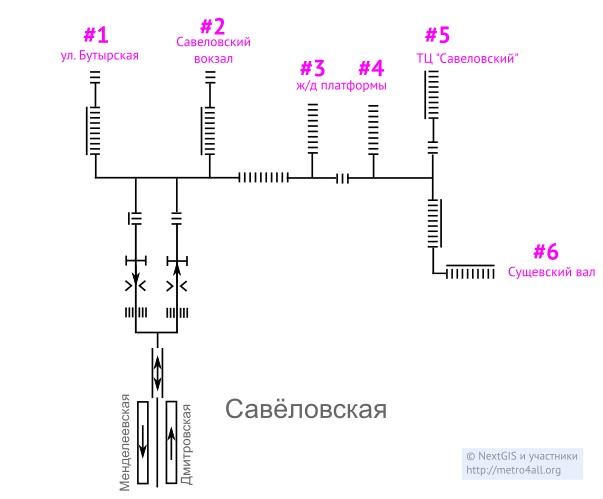 #1
ул. Бутырская
#2
Савеловский
вокзал
#3
#4
ж/д платформы
#5
ТЦ "Савеловский"
#6
Сущевский вал
Менделеевская
Дмитровская
Савёловская
© NextGIS и участники
http://metro4all.org